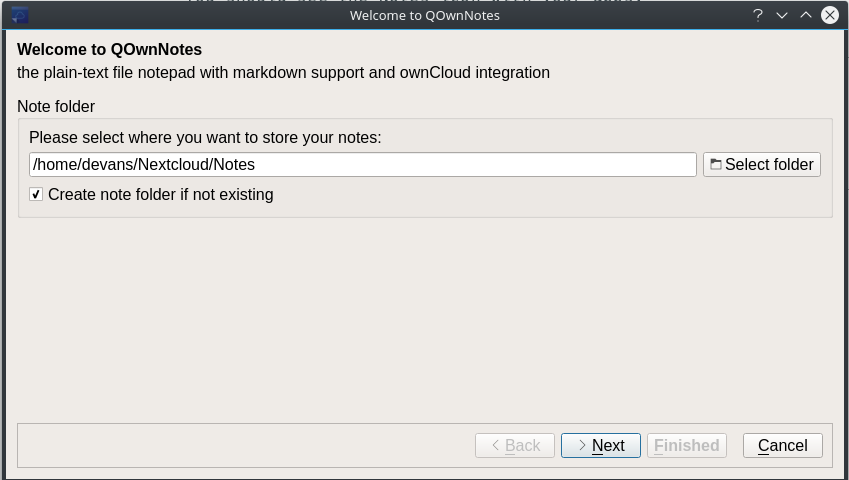 Welcome to QOwnNotes
Welcome to QOwnNotes
the plain-text file notepad with markdown support and ownCloud integration
Note folder
Please select where you want to store your notes:
/home/devans/Nextcloud/Notes
Select folder
Create note folder if not existing
Back
Next
Finished
Cancel